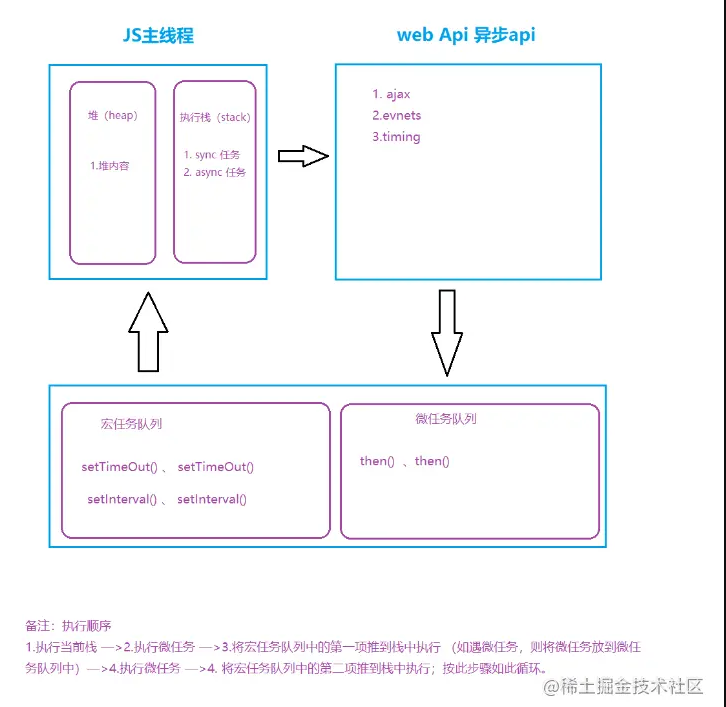 JS主线程
web Api 异步api
堆（heap）
1.堆内容
执行栈（stack）
1. sync 任务
2. async 任务
1. ajax
2.evnets
3.timing
宏任务队列
setTimeOut() 、 setTimeOut()
setInterval() 、 setInterval()
微任务队列
then() 、then()
备注：执行顺序
1.执行当前栈 —>2.执行微任务 —>3.将宏任务队列中的第一项推到栈中执行 （如遇微任务，则将微任务放到微任
务队列中）—>4.执行微任务 —>4. 将宏任务队列中的第二项推到栈中执行；按此步骤如此循环。
@稀土掘金技术社区